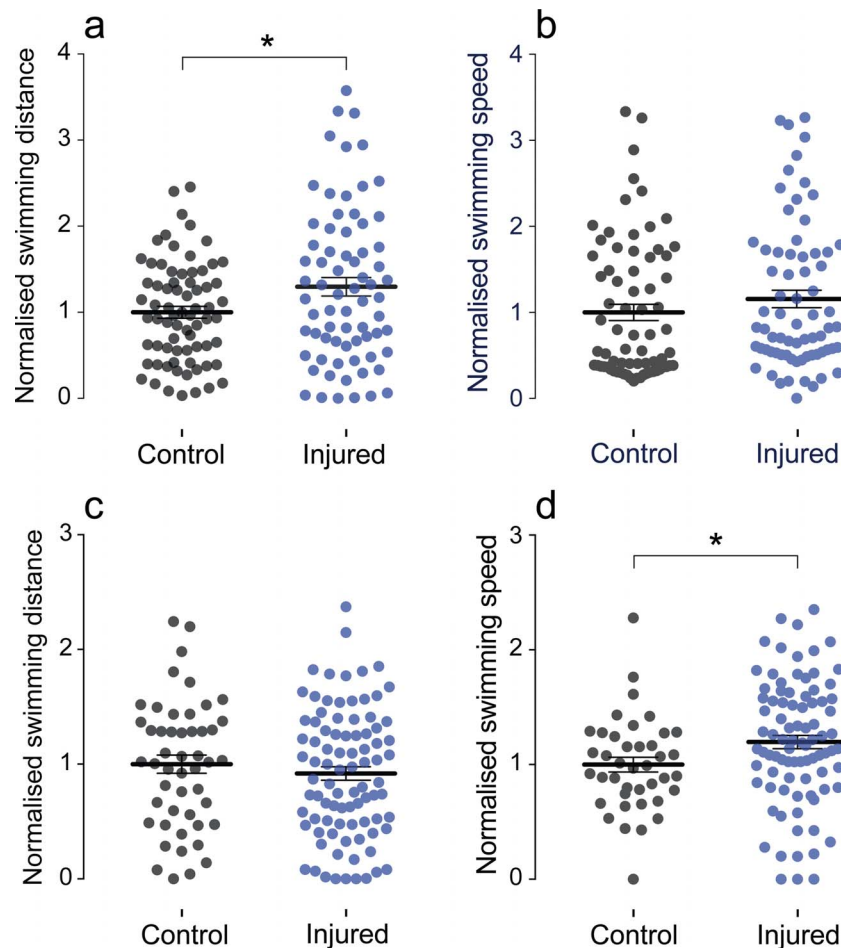 a
*
Normalised swimming distance
4
3
2
1
0
Control Injured
b
Normalised swimming speed
4
3
2
1
0
Control Injured
c
Normalised swimming distance
3
2
1
0
Control Injured
d
*
Normalised swimming speed
3
2
1
0
Control Injured